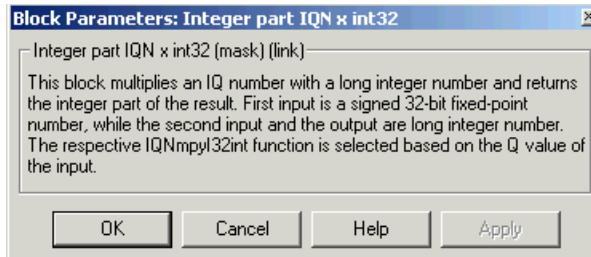 Block Parameters: Integer part IQN x int32
Integer part IQN x int32 (mask) (link)
This block multiplies an IQ number with a long integer number and returns
the integer part of the result. First input is a signed 32-bit fixed-point
number, while the second input and the output are long integer number.
The respective IQNmpyI32int function is selected based on the Q value of
the input.
OK Cancel Help Apply